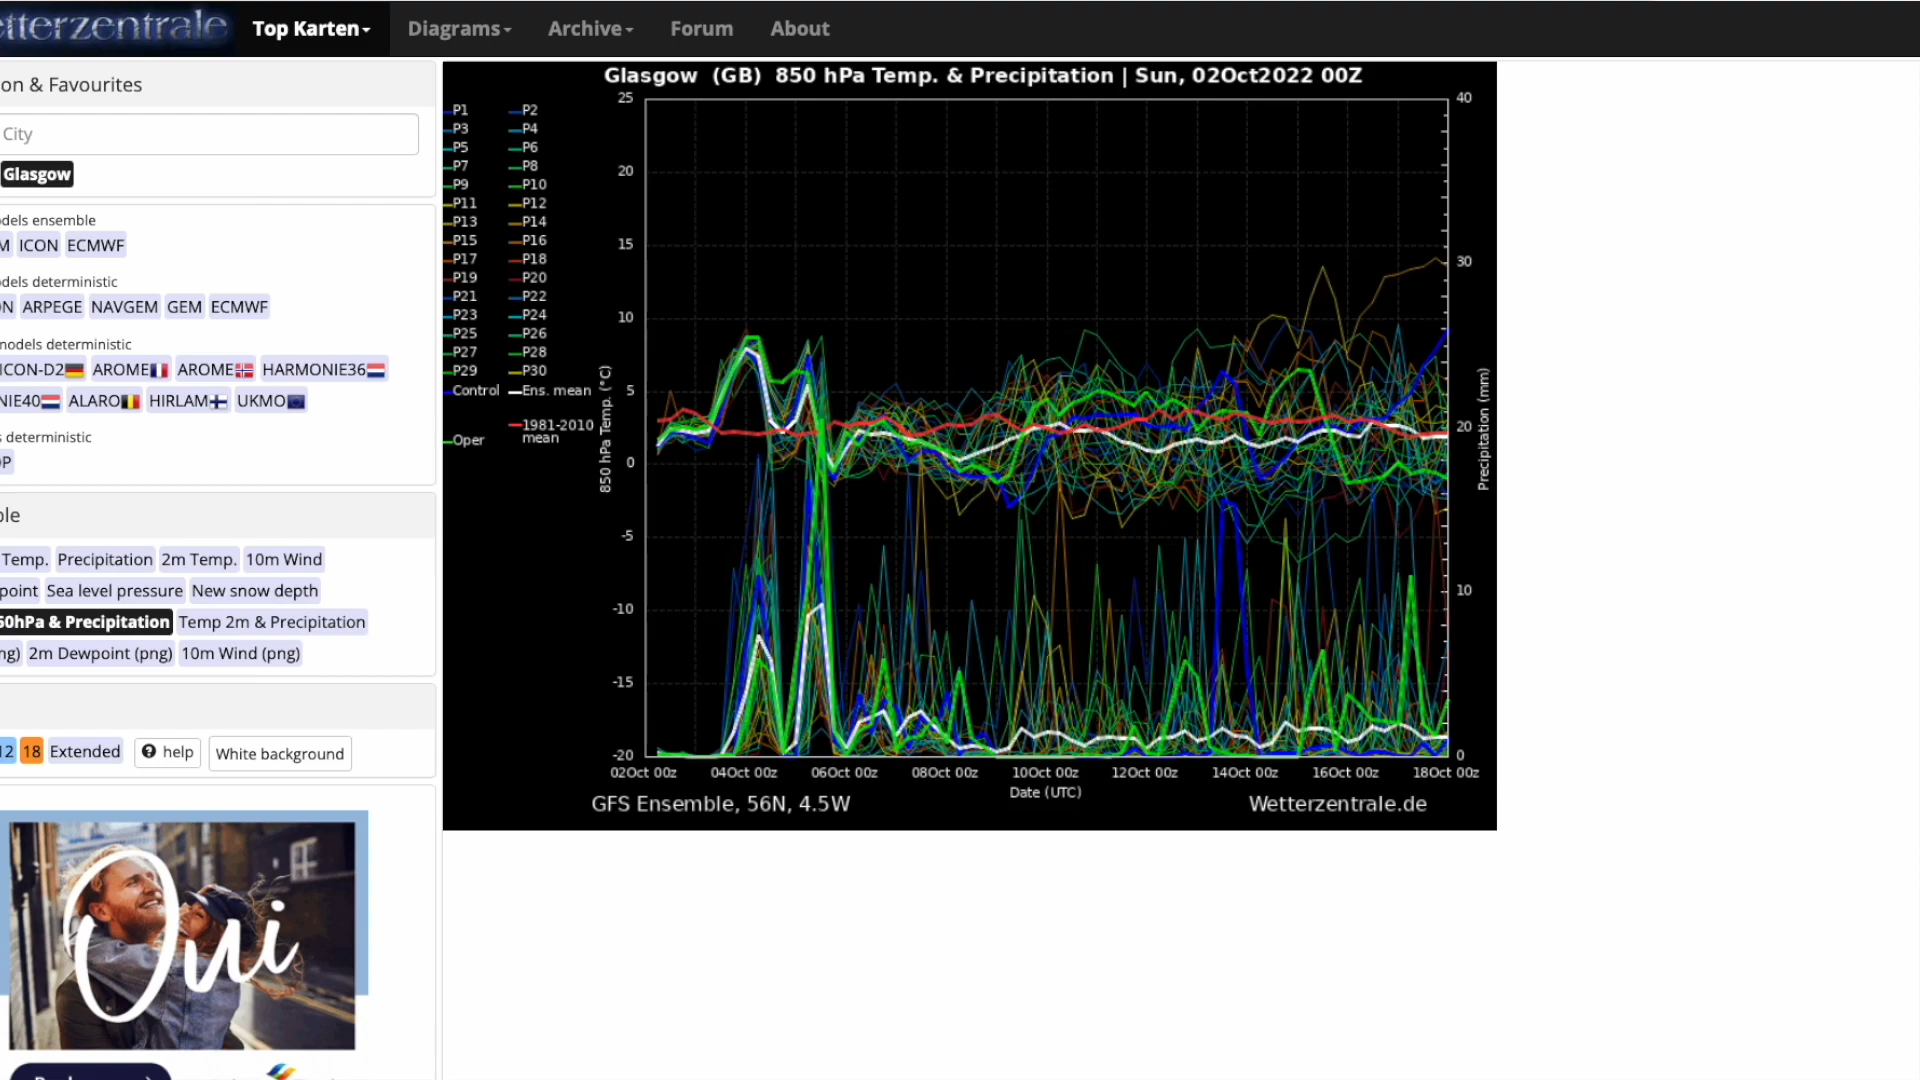 etterzentrale Top Karten Diagrams Archive Forum About
on & Favourites
City
Glasgow
dels ensemble
M ICON ECMWF
dels deterministic
ON ARPEGE NAVGEM GEM ECMWF
models deterministic
ICON-D2 AROME AROME HARMONIE36
NIE40 ALARO HIRLAM UKMO
s deterministic
OP
ble
Temp. Precipitation 2m Temp. 10m Wind
point Sea level pressure New snow depth
50hPa & Precipitation Temp 2m & Precipitation
ng) 2m Dewpoint (png) 10m Wind (png)
12 18 Extended help White background
Oui
Glasgow (GB) 850 hPa Temp. & Precipitation | Sun, 02Oct2022 00Z
P1 P2
P3 P4
P5 P6
P7 P8
P9 P10
P11 P12
P13 P14
P15 P16
P17 P18
P19 P20
P21 P22
P23 P24
P25 P26
P27 P28
P29 P30
Control Ens. mean
Oper 1981-2010 mean
850 hPa Temp. (°C)
25
20
15
10
5
0
-5
-10
-15
-20
40
30
20
10
0
Precipitation (mm)
02Oct 00z 04Oct 00z 06Oct 00z 08Oct 00z 10Oct 00z 12Oct 00z 14Oct 00z 16Oct 00z 18Oct 00z
Date (UTC)
GFS Ensemble, 56N, 4.5W Wetterzentrale.de